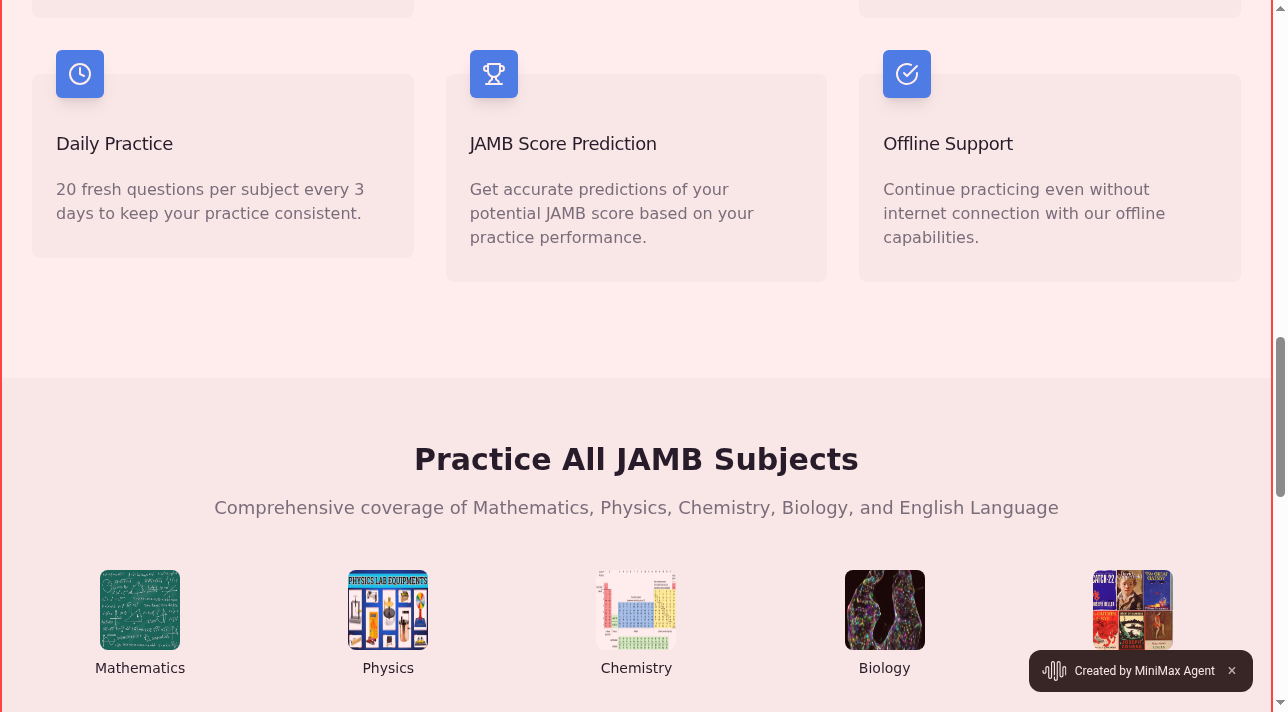 Daily Practice
20 fresh questions per subject every 3
days to keep your practice consistent.
JAMB Score Prediction
Get accurate predictions of your
potential JAMB score based on your
practice performance.
Offline Support
Continue practicing even without
internet connection with our offline
capabilities.
Practice All JAMB Subjects
Comprehensive coverage of Mathematics, Physics, Chemistry, Biology, and English Language
PHYSICS LAB EQUIPMENTS
CATCH-22
Mathematics
Physics
Chemistry
Biology
Created by MiniMax Agent ×